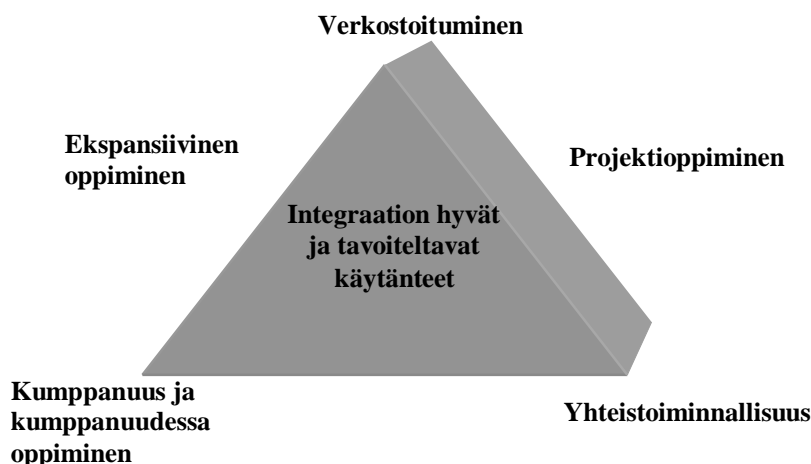 Verkostoituminen
Ekspansiivinen
oppiminen
Projektioppiminen
Integraation hyvät
ja tavoiteltavat
käytänteet
Kumppanuus ja
kumppanuudessa
oppiminen
Yhteistoiminnallisuus